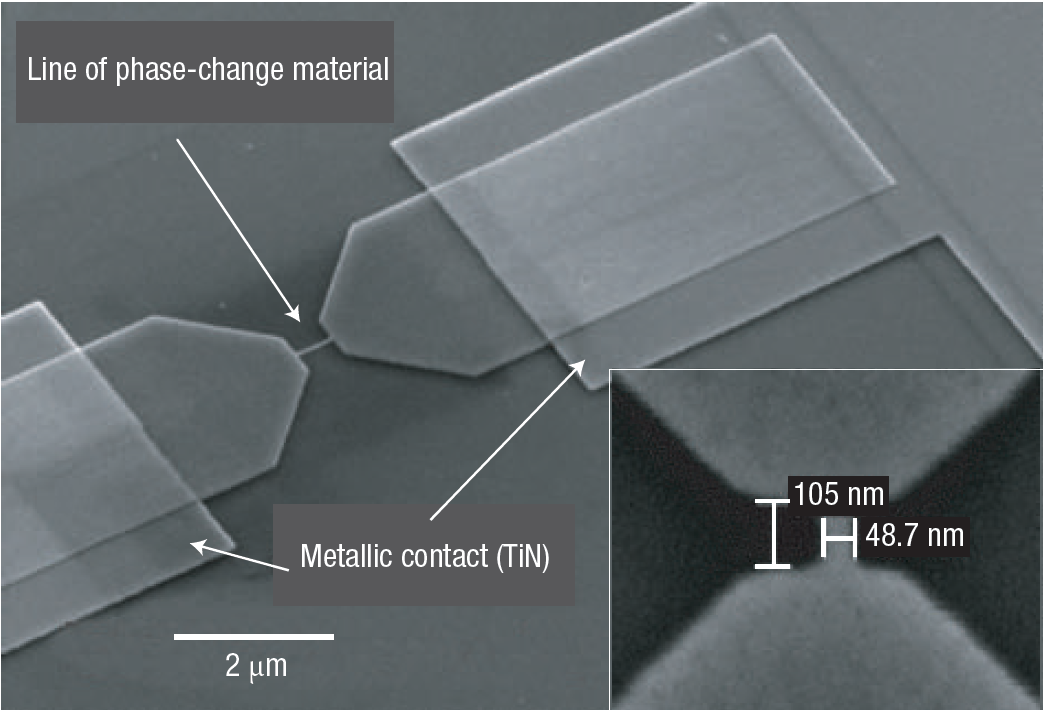 Line of phase-change material
105 nm
48.7 nm
Metallic contact (TiN)
2 μm